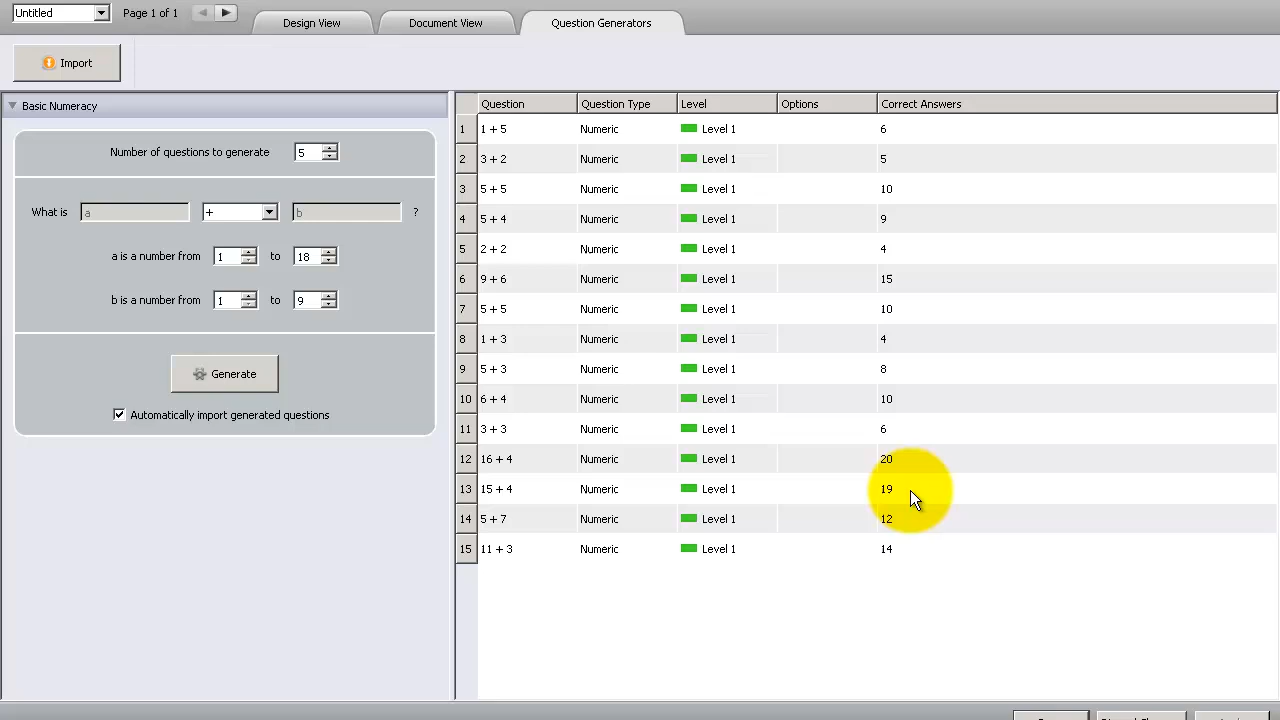 Untitled Page 1 of 1
Design View Document View Question Generators
Import
Basic Numeracy
Number of questions to generate 5
What is a + b ?
a is a number from 1 to 18
b is a number from 1 to 9
Generate
Automatically import generated questions
Question Question Type Level Options Correct Answers
1 1 + 5 Numeric Level 1 6
2 3 + 2 Numeric Level 1 5
3 5 + 5 Numeric Level 1 10
4 5 + 4 Numeric Level 1 9
5 2 + 2 Numeric Level 1 4
6 9 + 6 Numeric Level 1 15
7 5 + 5 Numeric Level 1 10
8 1 + 3 Numeric Level 1 4
9 5 + 3 Numeric Level 1 8
10 6 + 4 Numeric Level 1 10
11 3 + 3 Numeric Level 1 6
12 16 + 4 Numeric Level 1 20
13 15 + 4 Numeric Level 1 19
14 5 + 7 Numeric Level 1 12
15 11 + 3 Numeric Level 1 14